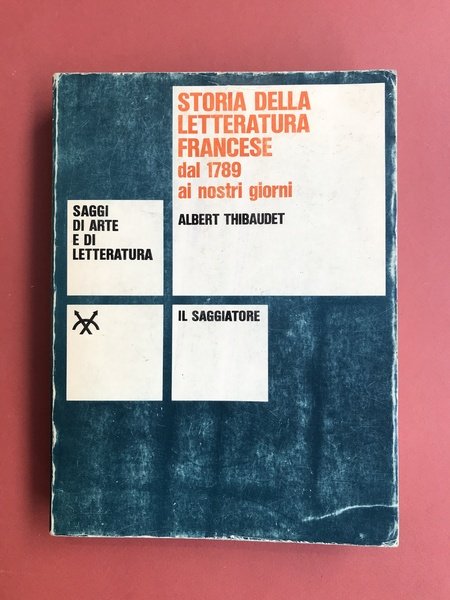 STORIA DELLA
LETTERATURA
FRANCESE
dal 1789
ai nostri giorni
ALBERT THIBAUDET
SAGGI
DI ARTE
E DI
LETTERATURA
IL SAGGIATORE